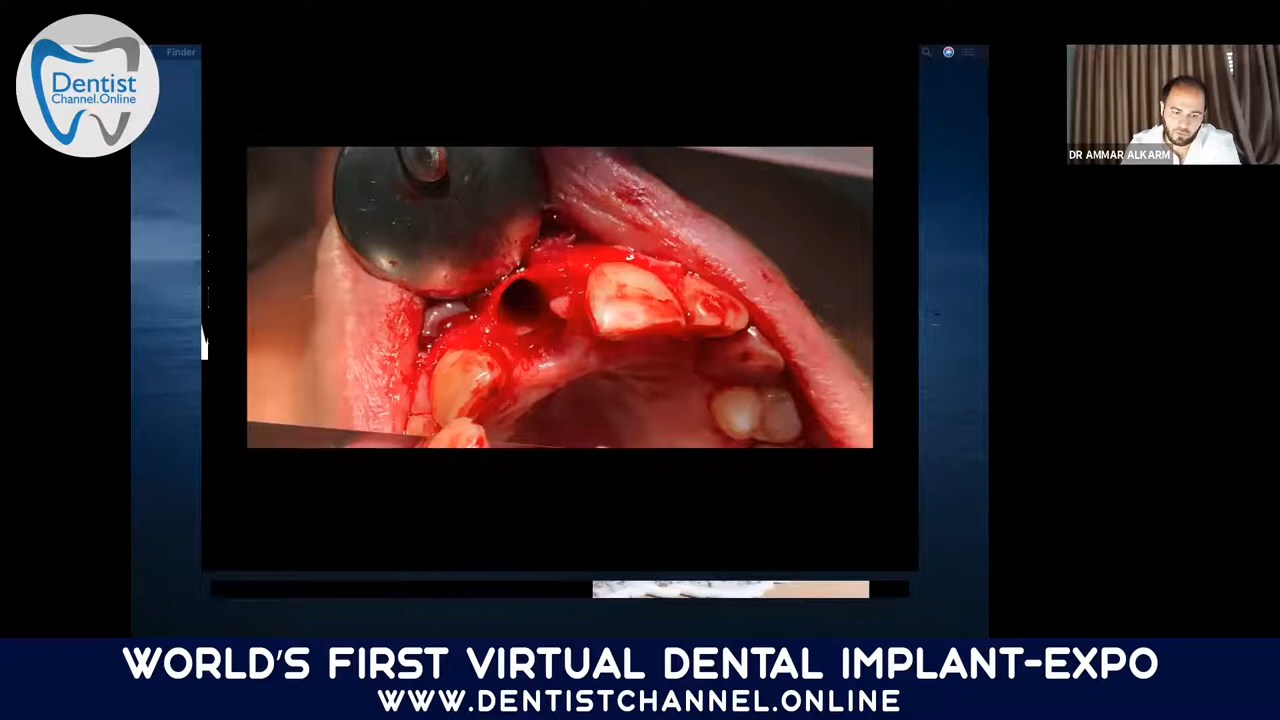 Dentist
Channel.Online
Finder
DR AMMAR ALKARM
WORLD'S FIRST VIRTUAL DENTAL IMPLANT-EXPO
WWW.DENTISTCHANNEL.ONLINE